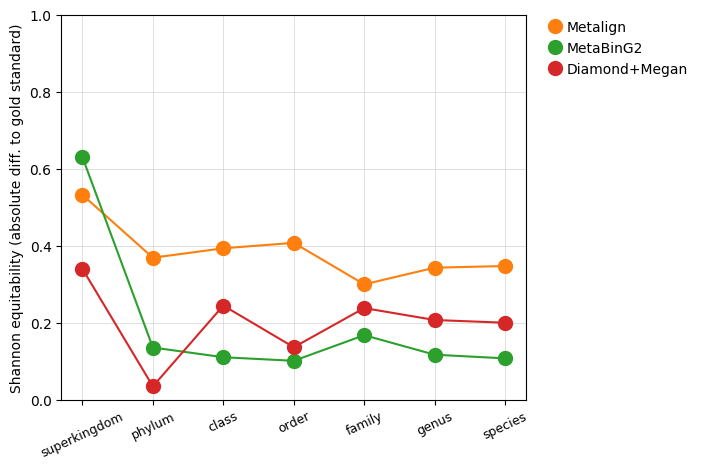 Shannon equitability (absolute diff. to gold standard)
1.0
0.8
0.6
0.4
0.2
0.0
superkingdom
phylum
class
order
family
genus
species
Metalign
MetaBinG2
Diamond+Megan